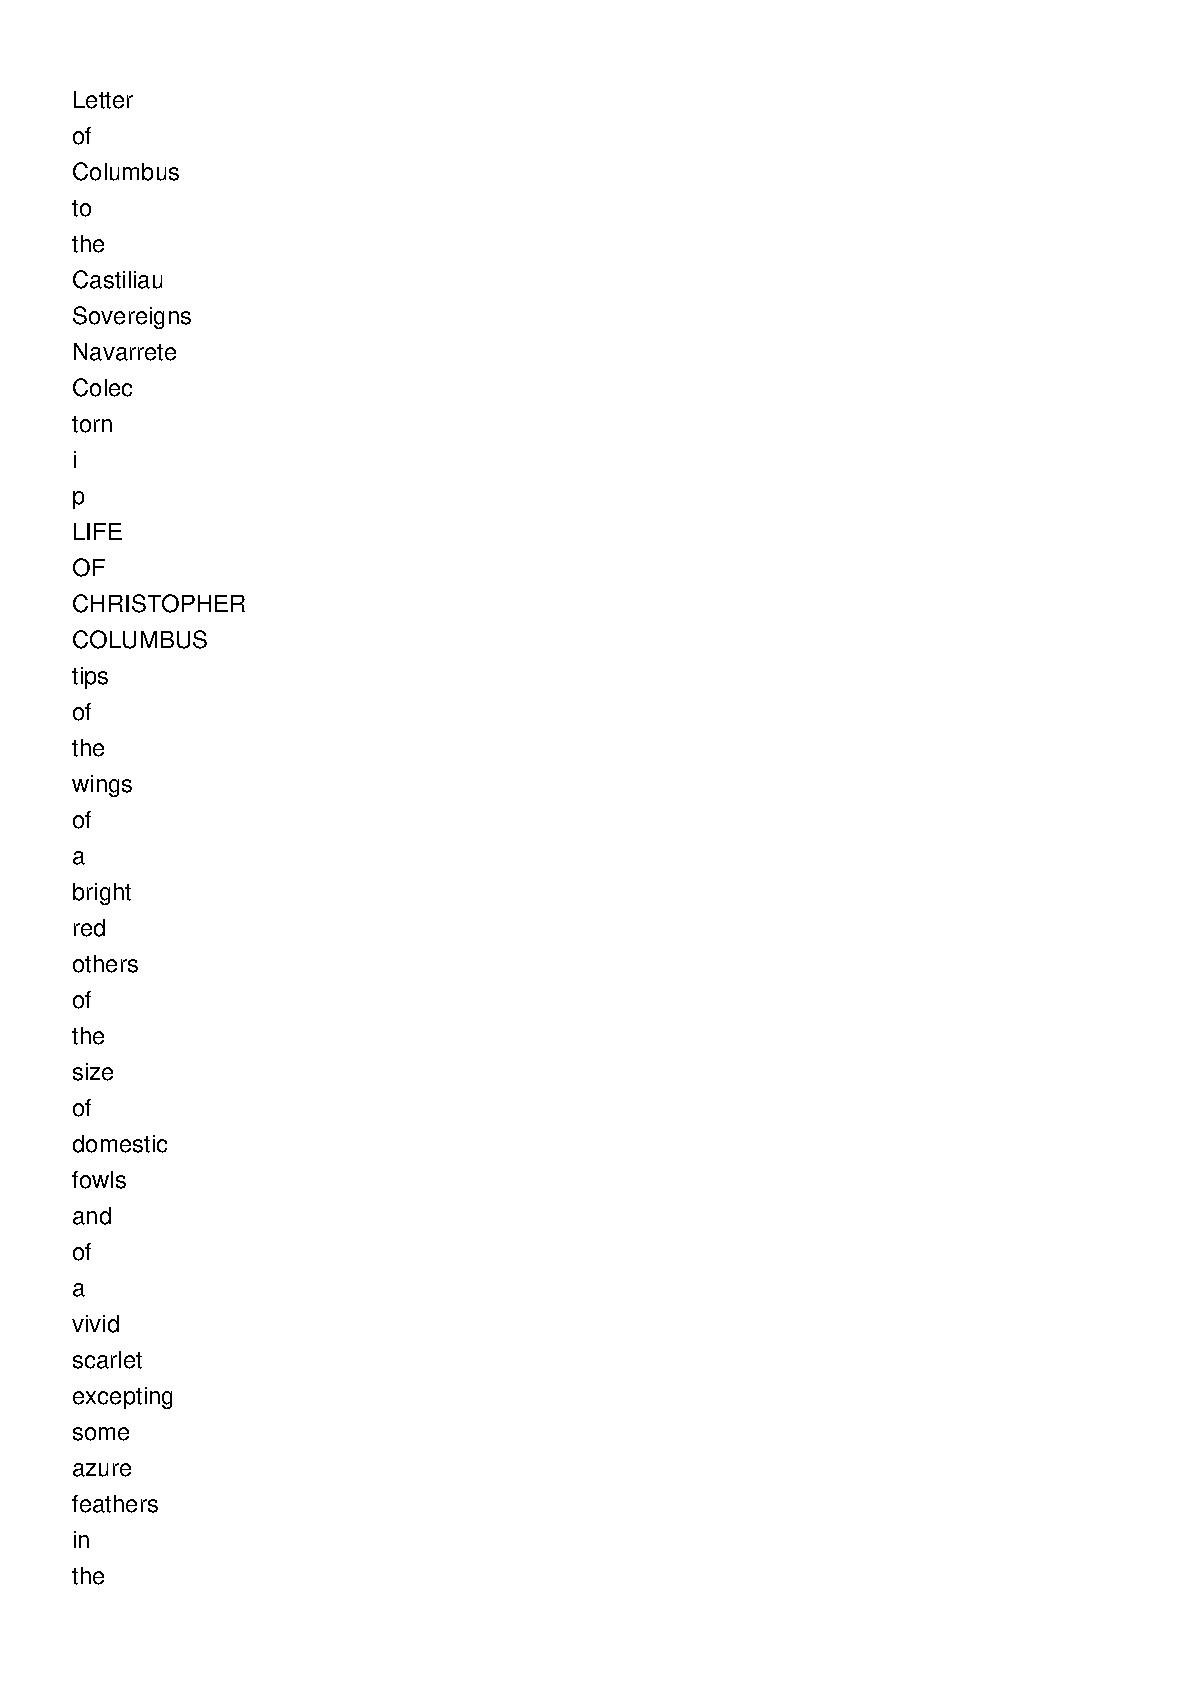 Letter
of
Columbus
to
the
Castiliau
Sovereigns
Navarrete
Colec
torn
i
p
LIFE
OF
CHRISTOPHER
COLUMBUS
tips
of
the
wings
of
a
bright
red
others
of
the
size
of
domestic
fowls
and
of
a
vivid
scarlet
excepting
some
azure
feathers
in
the